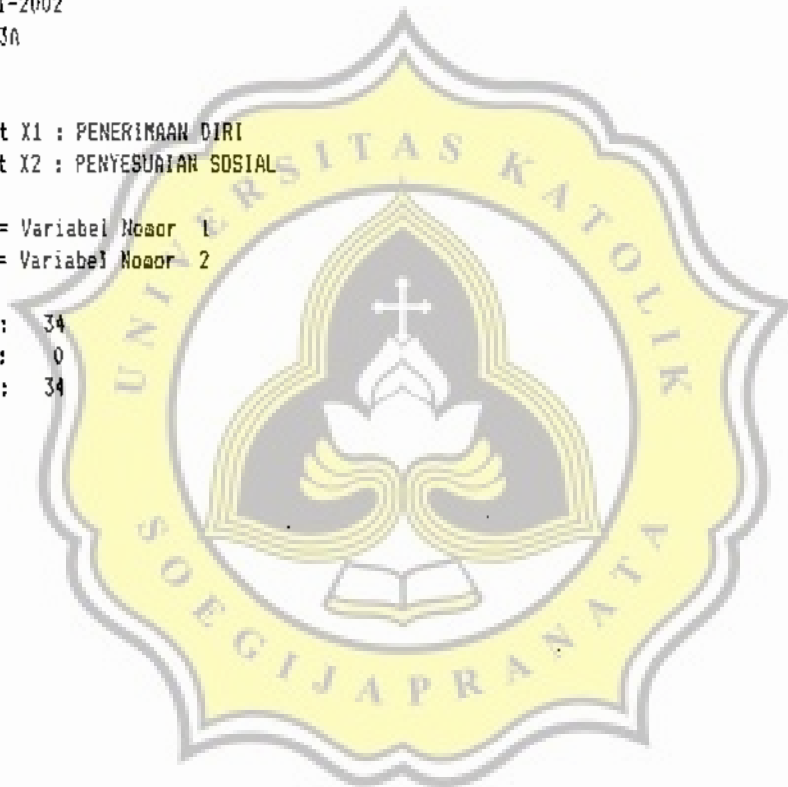 -2002
3A
t X1 : PENERIMAAN DIRI
t X2 : PENYESUAIAN SOSIAL
= Variabel Nomor 1
= Variabel Nomor 2
: 34
: 0
: 34
UNIVERSITAS KATOLIK
SOEGIJAPRANATA